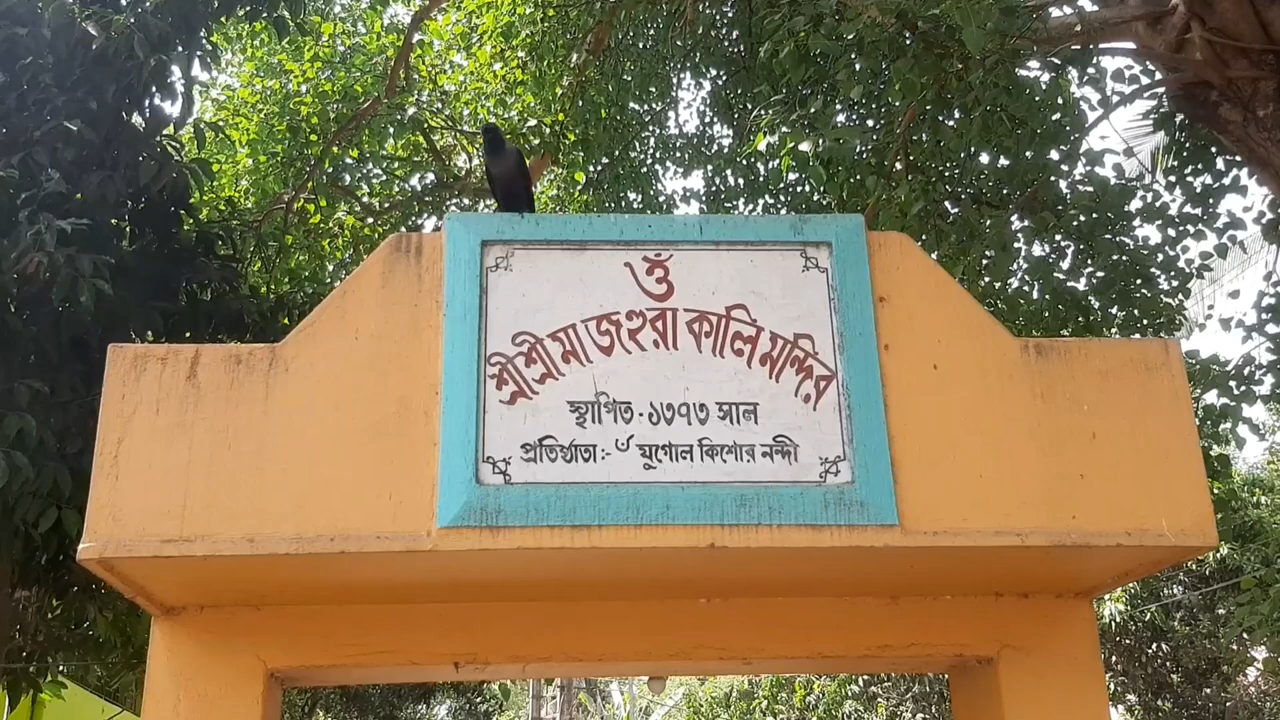 ওঁ
শ্রীশ্রী মা জহুরা কালি মন্দির
স্থাপিত - ১৩৭৩ সাল
প্রতিষ্ঠাতা :- ঁ যুগোল কিশোর নন্দী